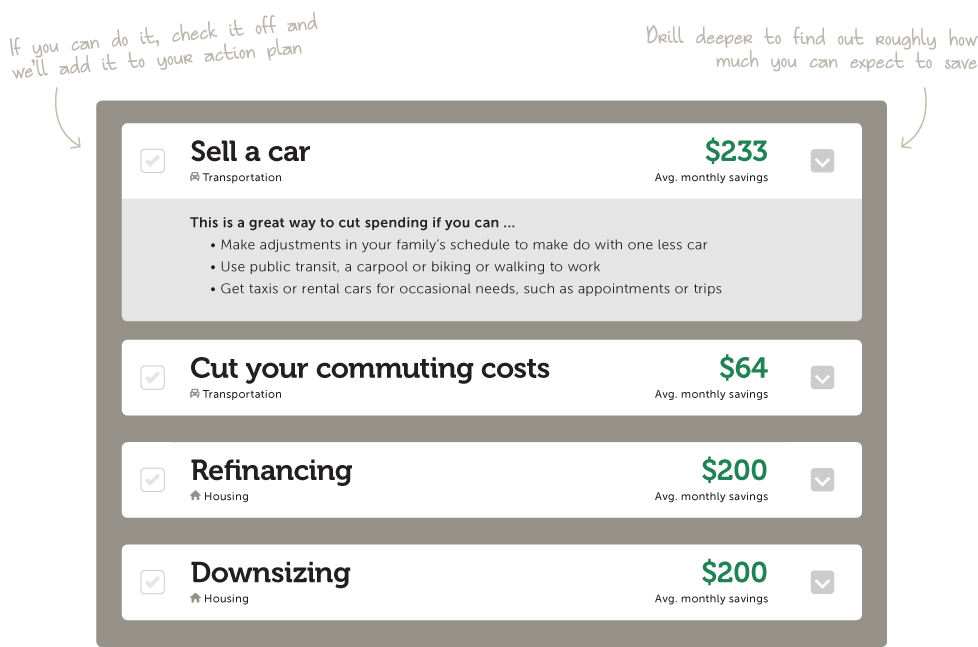 If you can do it, check it off and
we'll add it to your action plan
Drill deeper to find out roughly how
much you can expect to save
Sell a car
$233
Transportation
Avg. monthly savings
This is a great way to cut spending if you can ...
• Make adjustments in your family’s schedule to make do with one less car
• Use public transit, a carpool or biking or walking to work
• Get taxis or rental cars for occasional needs, such as appointments or trips
Cut your commuting costs
$64
Transportation
Avg. monthly savings
Refinancing
$200
Housing
Avg. monthly savings
Downsizing
$200
Housing
Avg. monthly savings